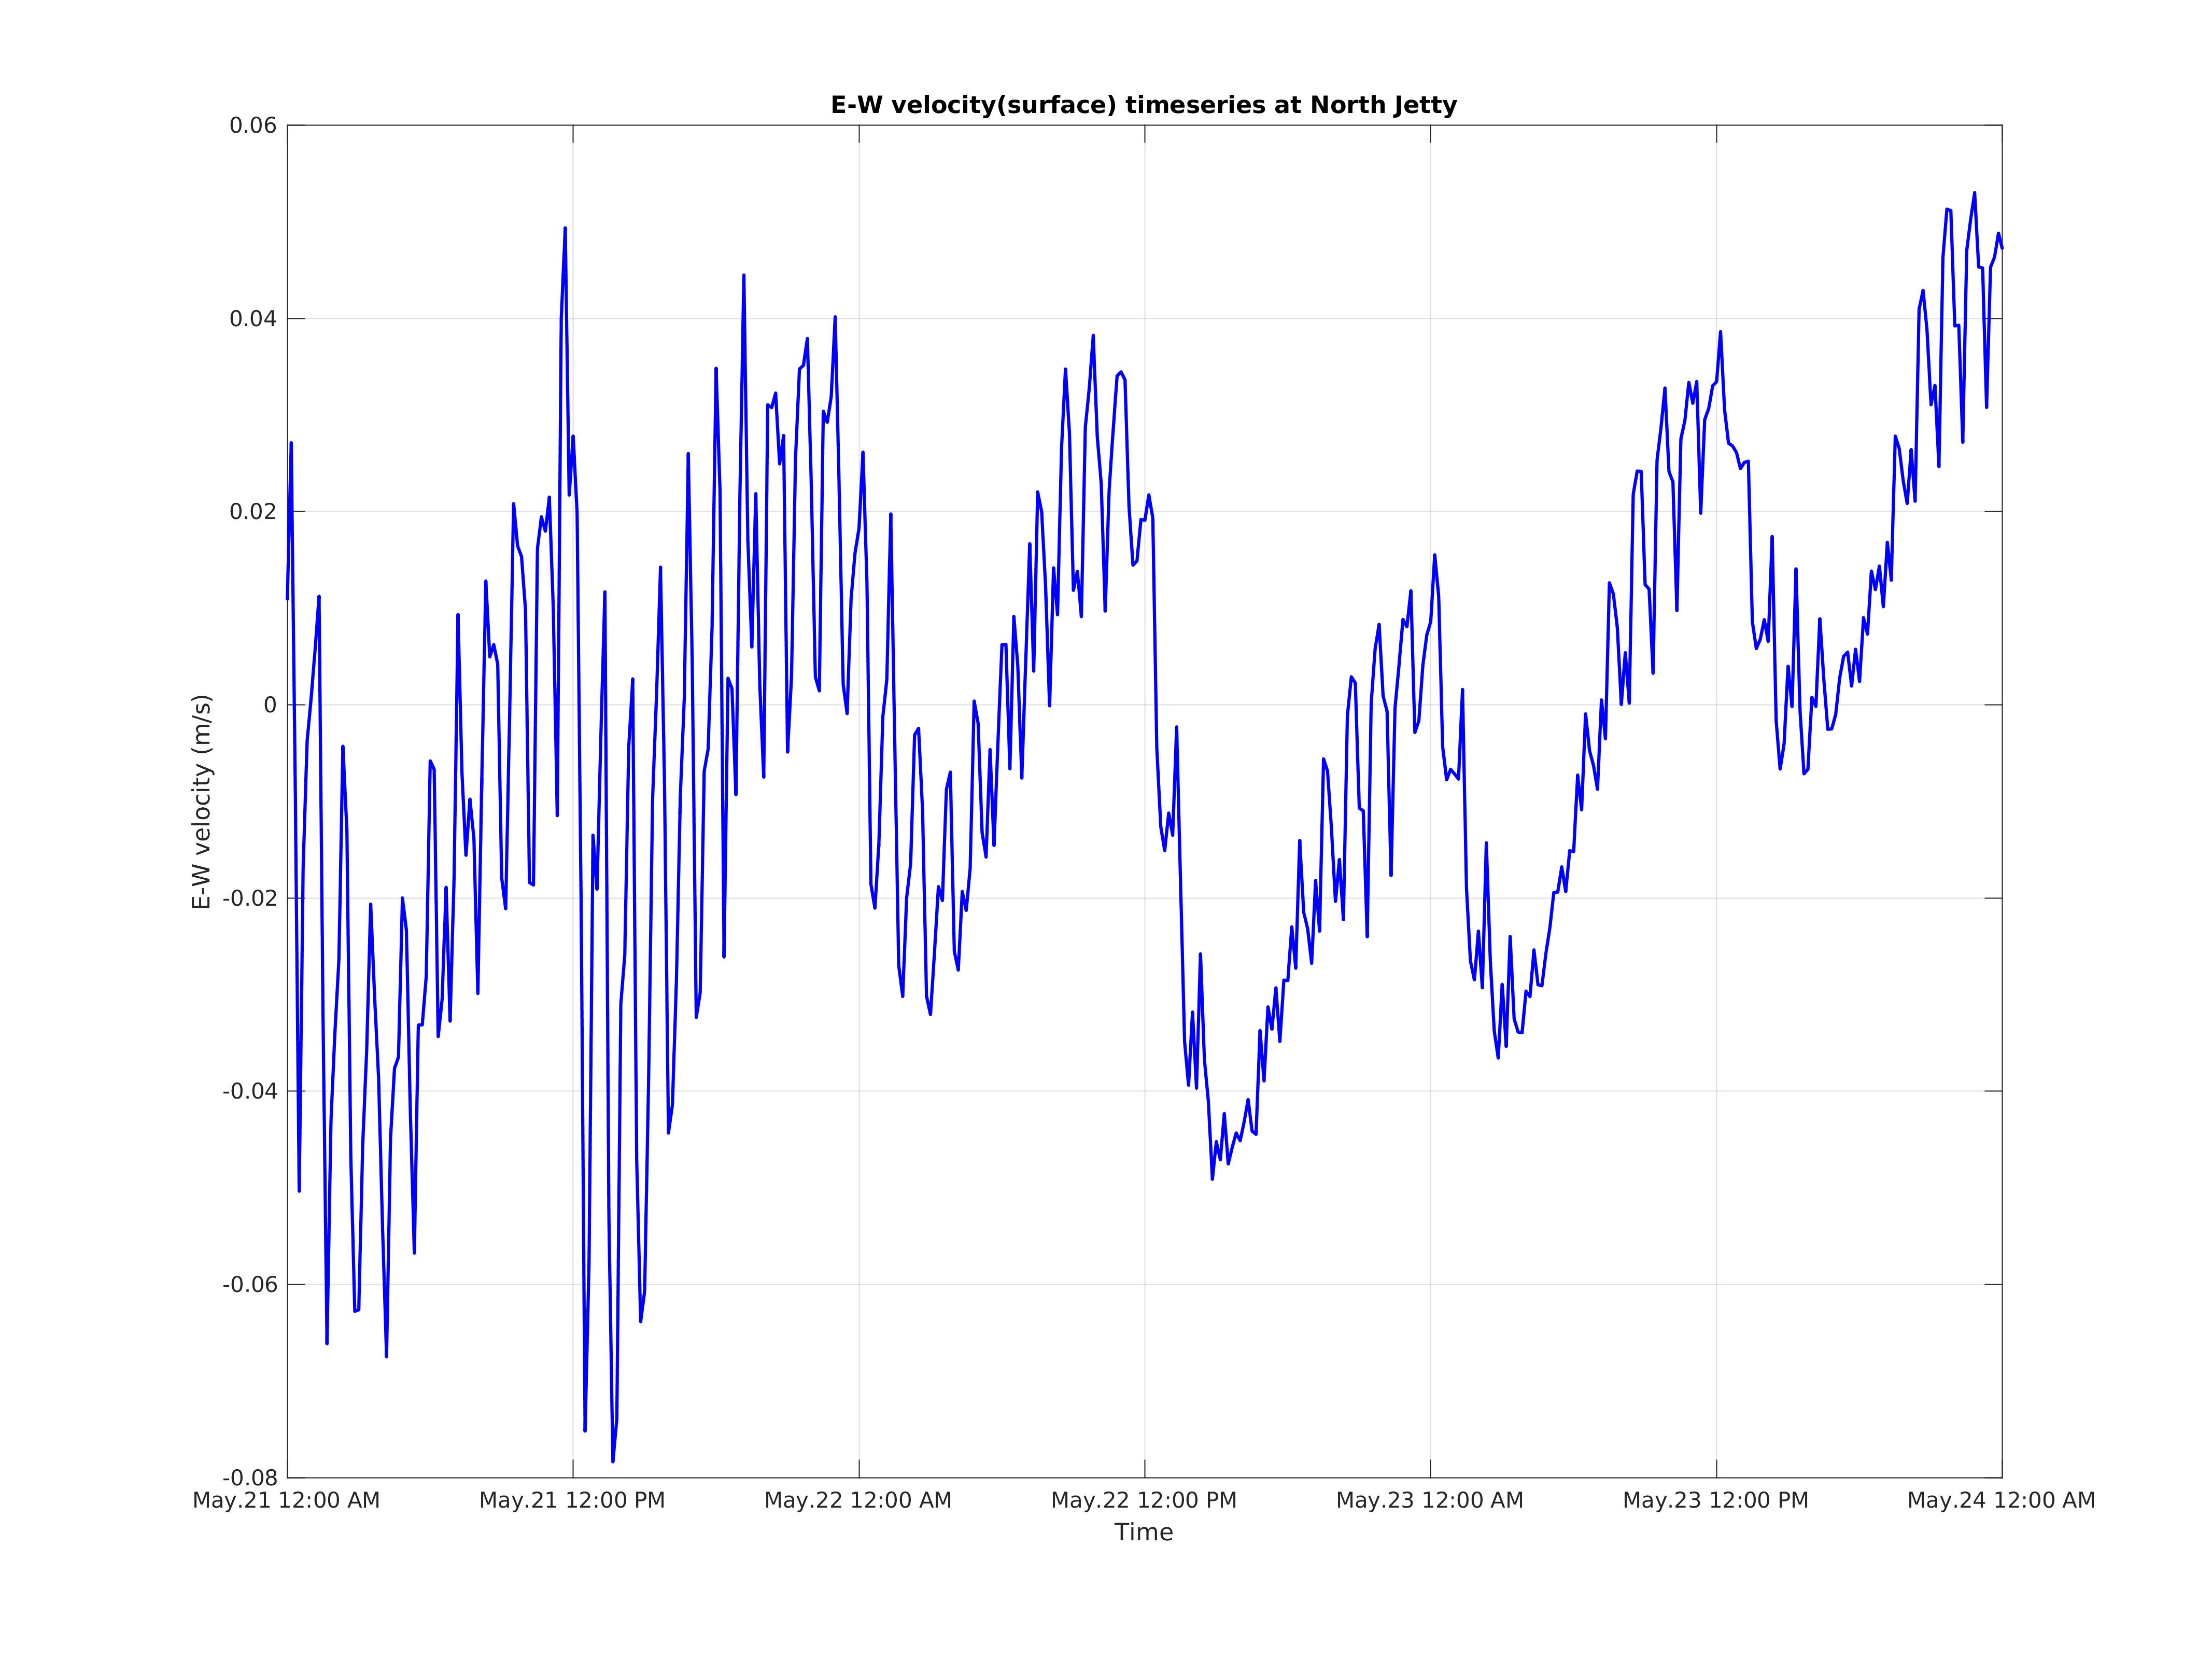 E-W velocity(surface) timeseries at North Jetty
0.06
0.04
0.02
0
-0.02
-0.04
-0.06
-0.08
E-W velocity (m/s)
May.21 12:00 AM May.21 12:00 PM May.22 12:00 AM May.22 12:00 PM May.23 12:00 AM May.23 12:00 PM May.24 12:00 AM
Time